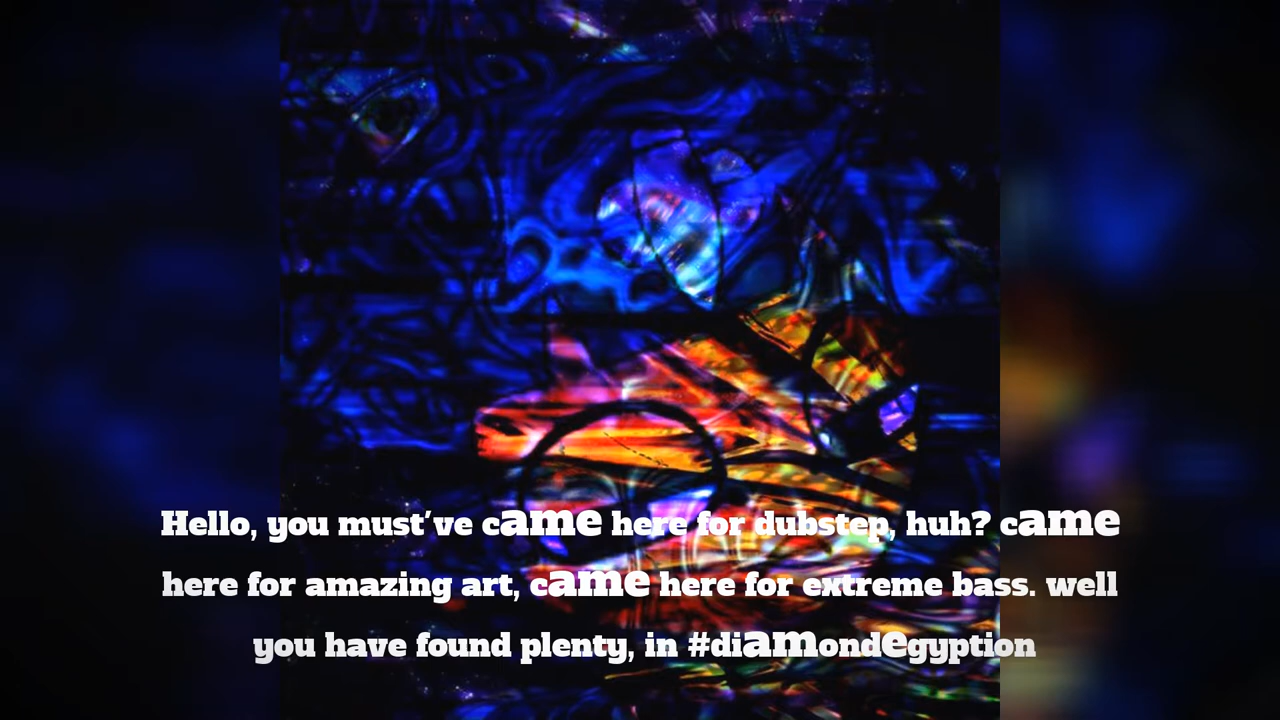 Hello, you must've came here for dubstep, huh? came
here for amazing art, came here for extreme bass. well
you have found plenty, in #diamondEgyption